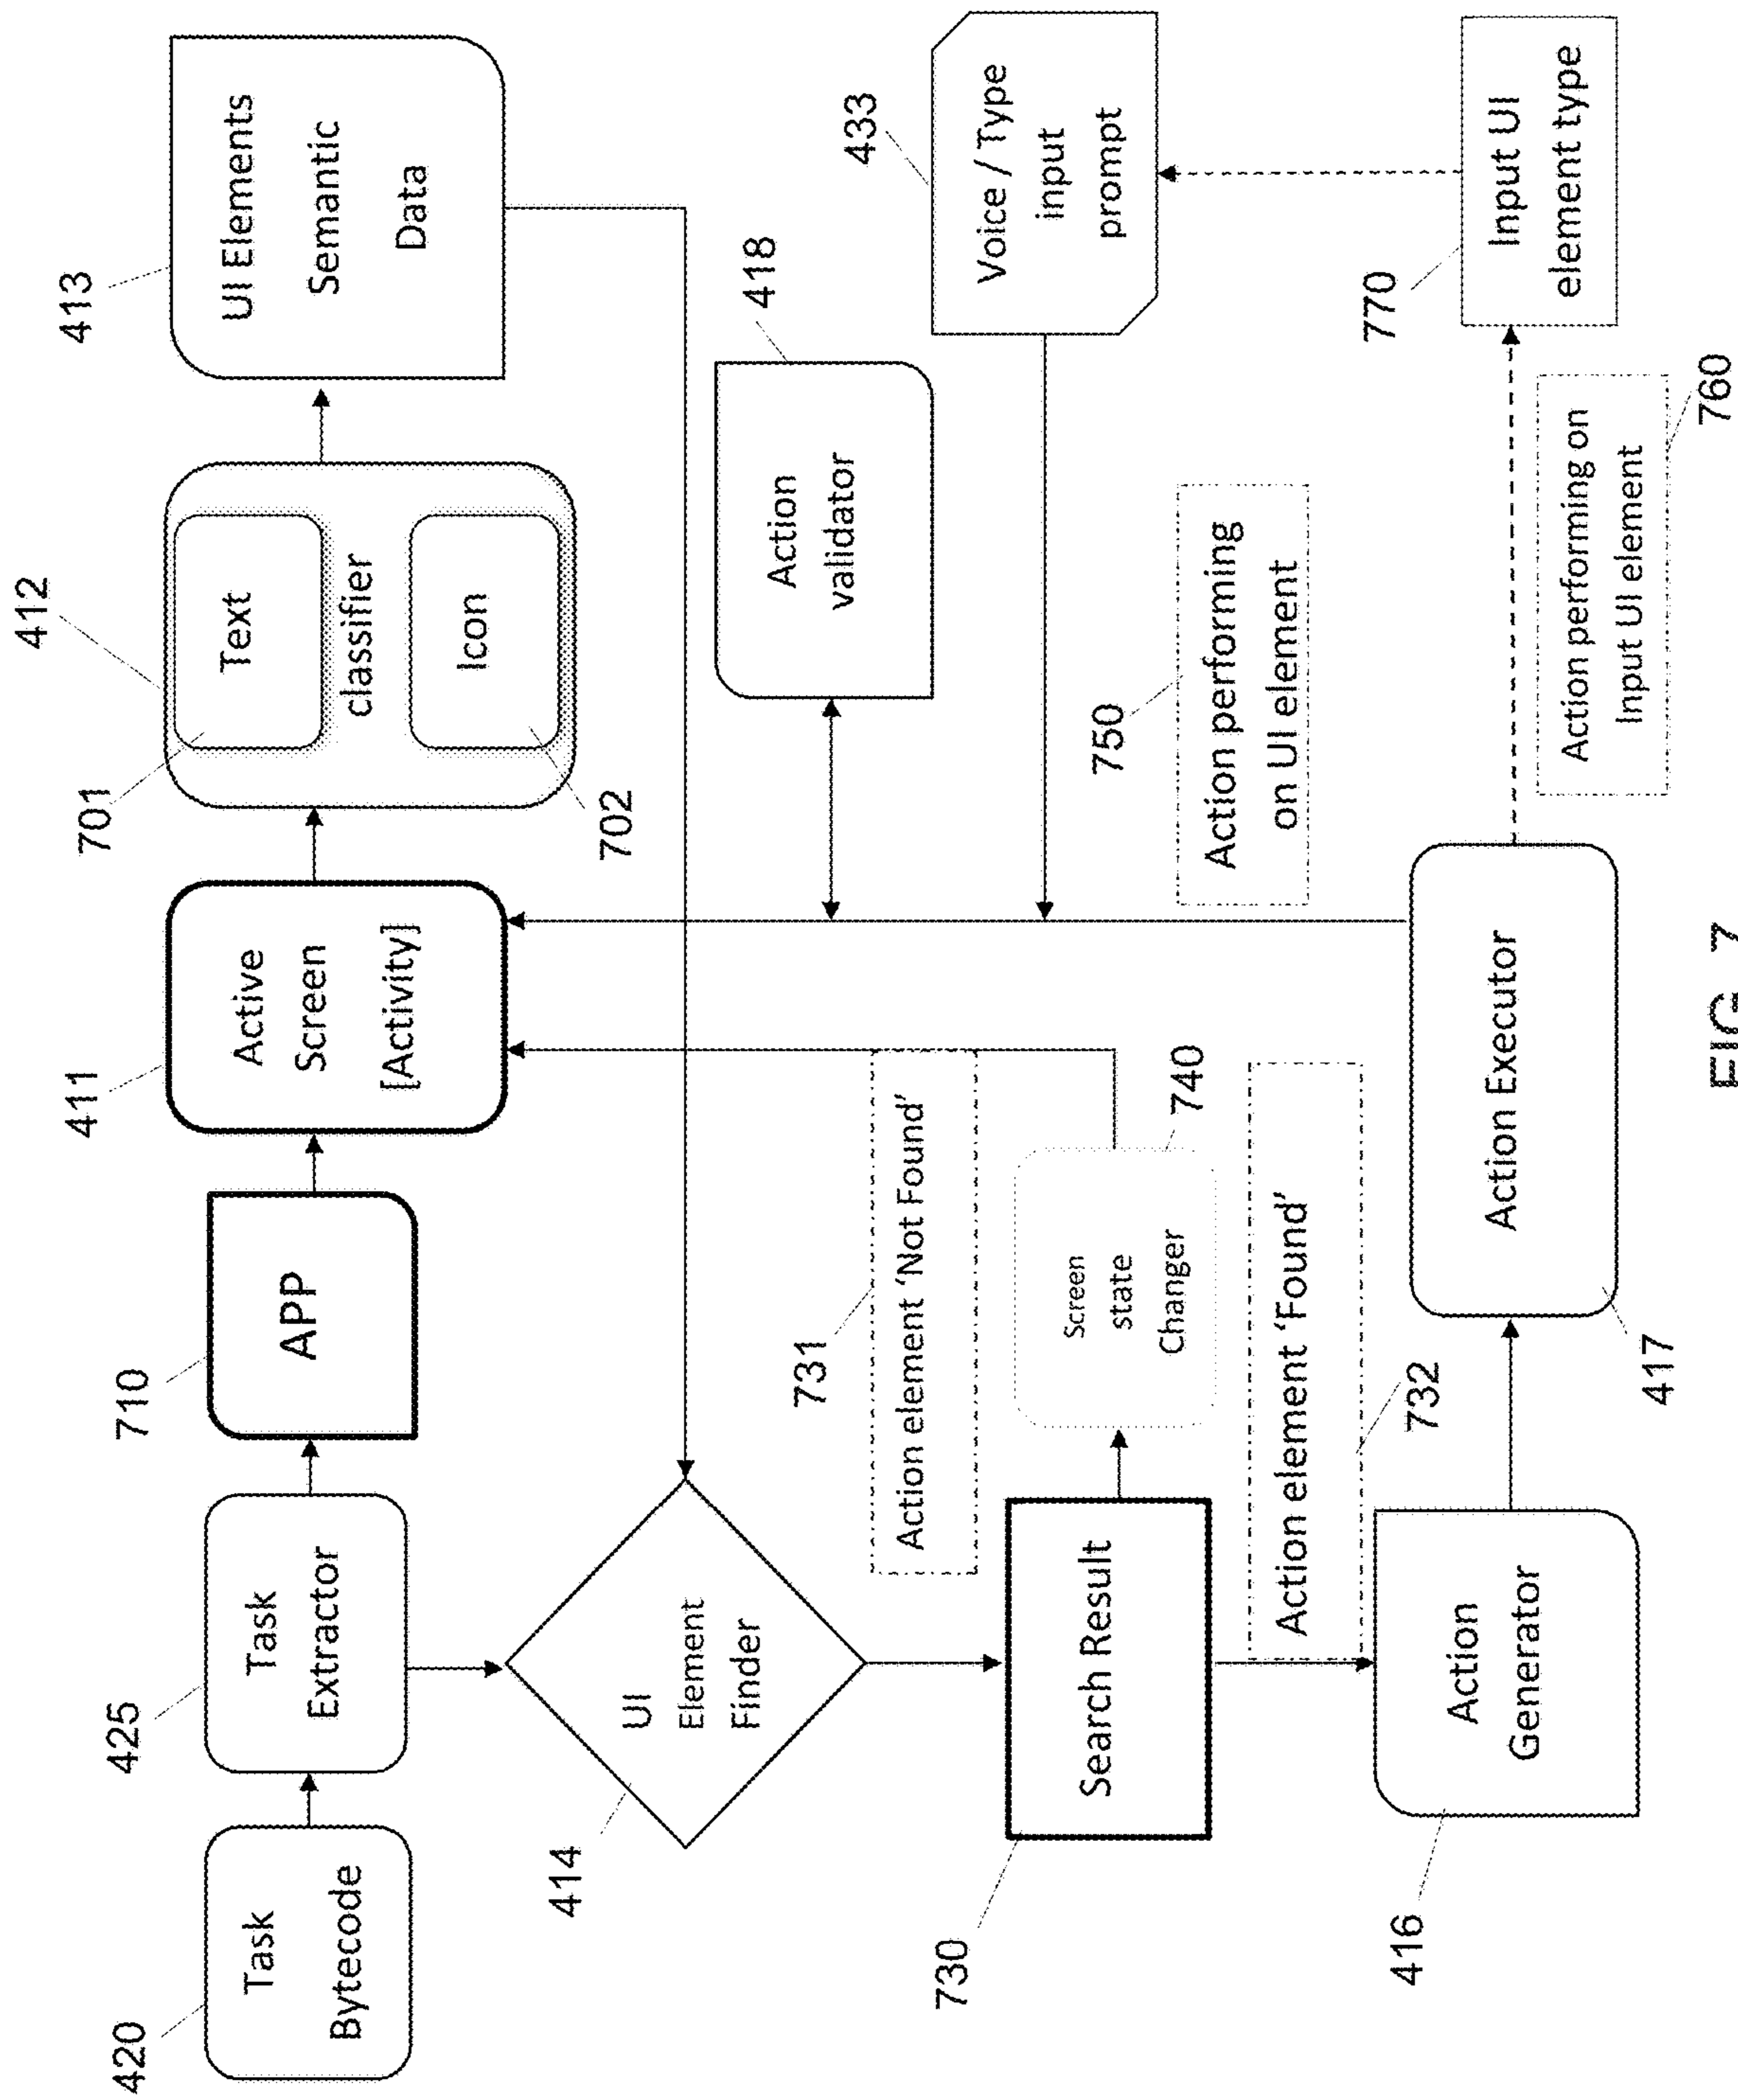 420
Task
Bytecode
425
Task
Extractor
710
APP
411
Active
Screen
[Activity]
412
701
Text
classifier
Icon
702
413
UI Elements
Semantic
Data
414
UI
Element
Finder
418
Action
validator
433
Voice / Type
input
prompt
730
Search Result
731
Action element 'Not Found'
740
Screen
state
Changer
Action element 'Found'
732
750
Action performing
on UI element
416
Action
Generator
Action Executor
417
Action performing on
Input UI element
760
770
Input UI
element type
FIG. 7